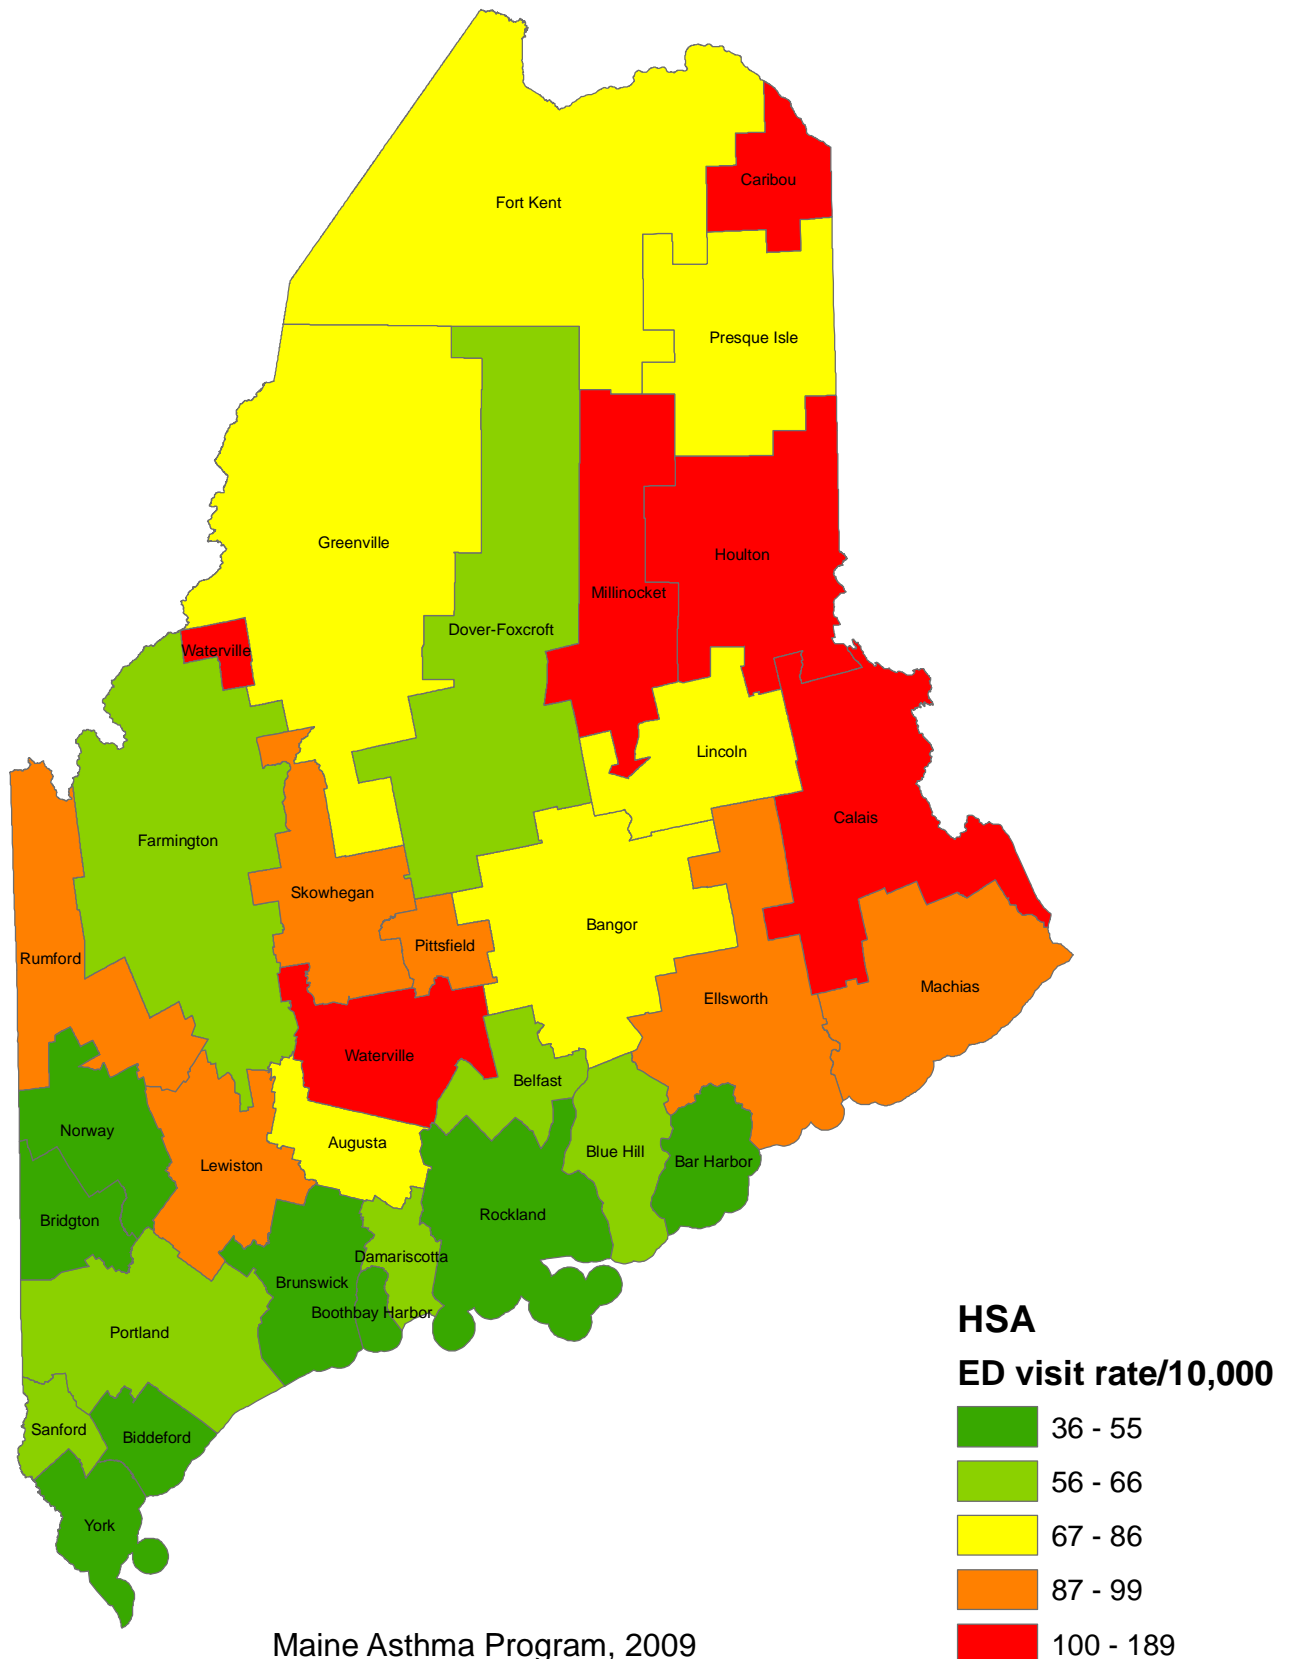 Caribou
Fort Kent
Presque Isle
Greenville
Houlton
Millinocket
Dover-Foxcroft
Waterville
Lincoln
Calais
Farmington
Skowhegan
Bangor
Pittsfield
Rumford
Machias
Ellsworth
Waterville
Belfast
Norway
Augusta
Blue Hill
Bar Harbor
Lewiston
Rockland
Bridgton
Damariscotta
Brunswick
Boothbay Harbor
Portland
Sanford
Biddeford
York
HSA
ED visit rate/10,000
36 - 55
56 - 66
67 - 86
87 - 99
100 - 189
Maine Asthma Program, 2009